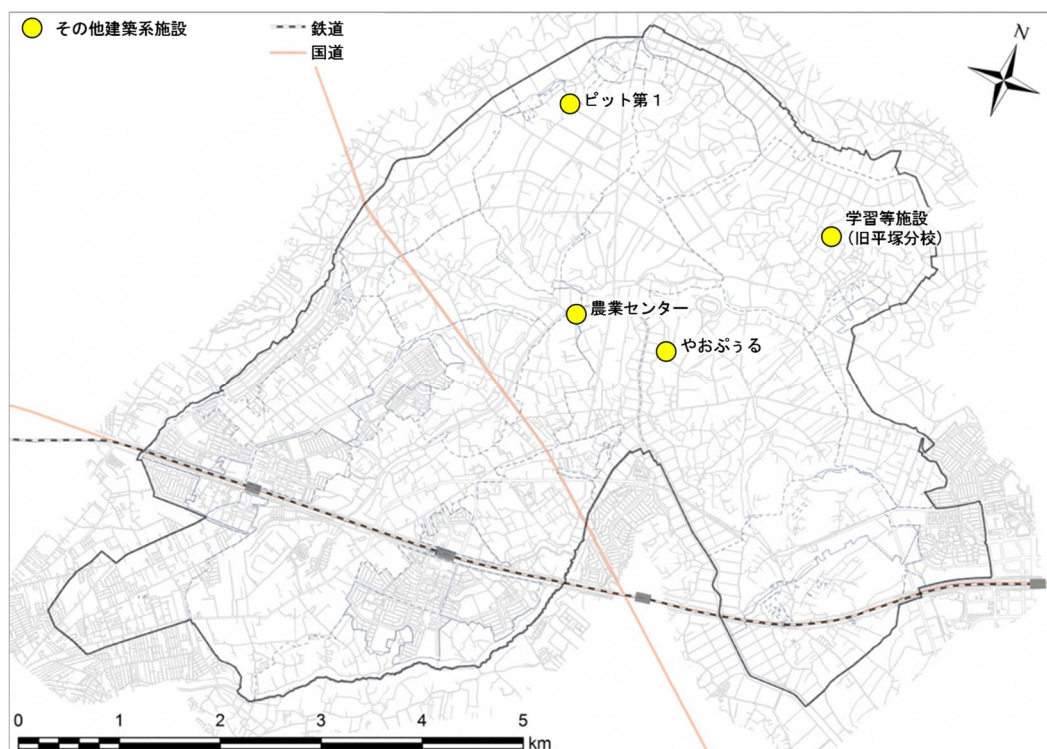 その他建築系施設
鉄道
国道
N
ピット第１
学習等施設
（旧平塚分校）
農業センター
やおぷぅる
0 1 2 3 4 5
km